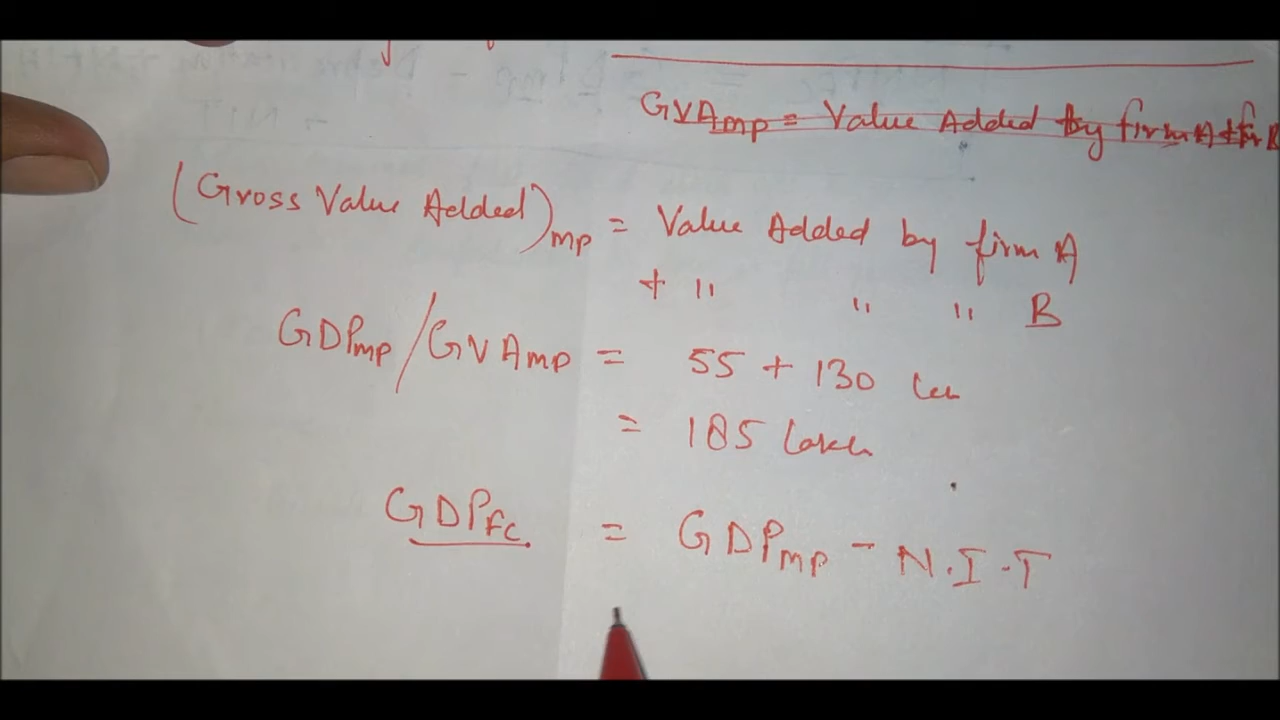 GVAmp = Value Added by firm A + fir B
(Gross Value Added)mp = Value Added by firm A
+ " " " B
GDPmp / GVAmp = 55 + 130
= 185 Lakh
GDPFC = GDPMP - N.I.T